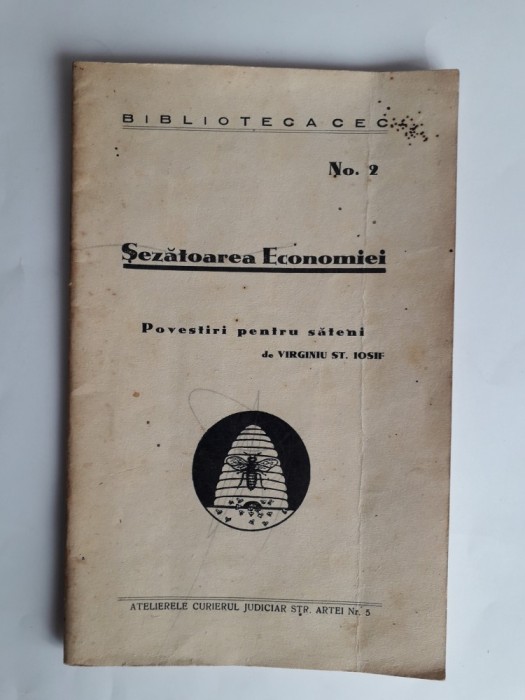 BIBLIOTECA CEC
No. 2
Șezătoarea Economiei
Povestiri pentru săteni
de VIRGINIU ST. IOSIF
ATELIERELE CURIERUL JUDICIAR STR. ARTEI Nr. 5